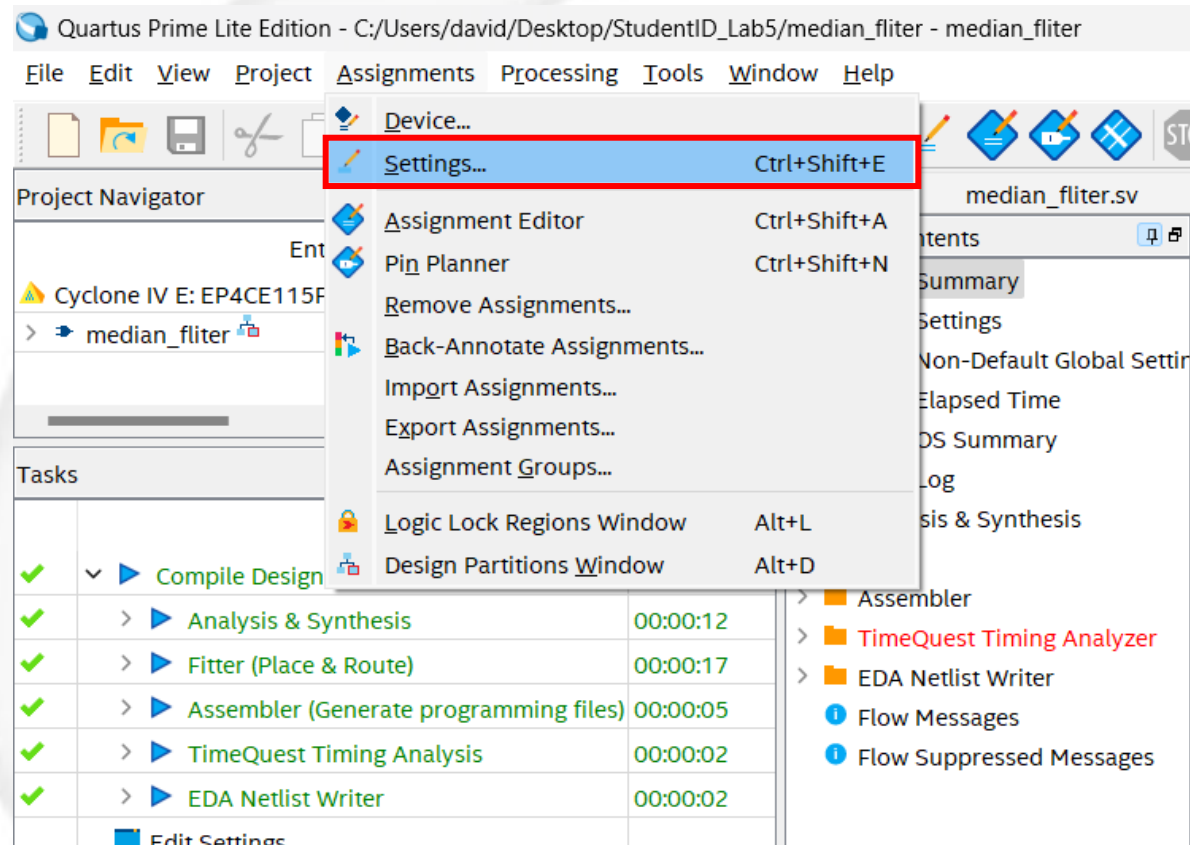 Quartus Prime Lite Edition - C:/Users/david/Desktop/StudentID_Lab5/median_fliter - median_fliter
File Edit View Project Assignments Processing Tools Window Help
Device...
Settings... Ctrl+Shift+E
Project Navigator
median_fliter.sv
Assignment Editor Ctrl+Shift+A
ntents
Ent
Pin Planner Ctrl+Shift+N
Summary
Cyclone IV E: EP4CE115F
Remove Assignments...
Settings
median_fliter
Back-Annotate Assignments...
Non-Default Global Settin
Import Assignments...
Elapsed Time
Export Assignments...
OS Summary
Tasks
Assignment Groups...
Log
Logic Lock Regions Window Alt+L
sis & Synthesis
Design Partitions Window Alt+D
Compile Design
Assembler
Analysis & Synthesis 00:00:12
TimeQuest Timing Analyzer
Fitter (Place & Route) 00:00:17
EDA Netlist Writer
Assembler (Generate programming files) 00:00:05
Flow Messages
TimeQuest Timing Analysis 00:00:02
Flow Suppressed Messages
EDA Netlist Writer 00:00:02
Edit Settings